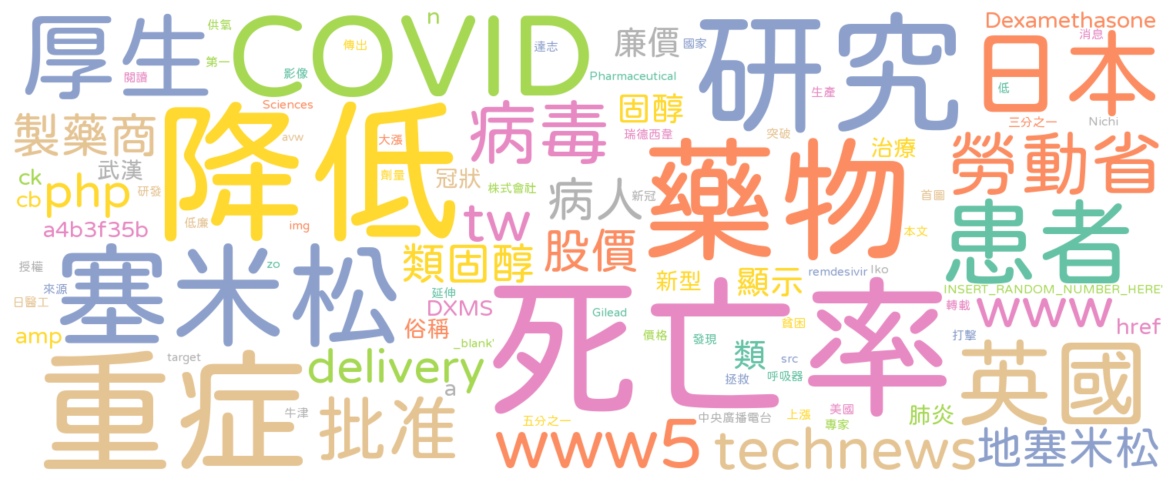 厚生
供氧
COVID
n
傳出
達志
第一
閱讀
影像
廉價
國家
研究
Dexamethasone
消息
日本
Pharmaceutical
生產
低
製藥商
Sciences
降低
大漲
avw
病毒
固醇
瑞德西韋
突破
治療
三分之一
Nichi
勞動省
武漢
ck
php
cb
研發
冠狀
劑量
株式會社
病人
新冠
藥物
首圖
患者
a4b3f35b
低廉
img
tw
股價
本文
授權
塞米松
zo
類固醇
延伸
新型
顯示
remdesivir
Iko
來源
日醫工
DXMS
INSERT_RANDOM_NUMBER_HERE'
轉載
www
href
amp
俗稱
_blank'
Gilead
死亡率
價格
發現
貧困
類
src
打擊
target
重症
delivery
a
拯救
呼吸器
英國
牛津
批准
五分之一
中央廣播電台
上漲
美國
專家
肺炎
www5
technews
地塞米松